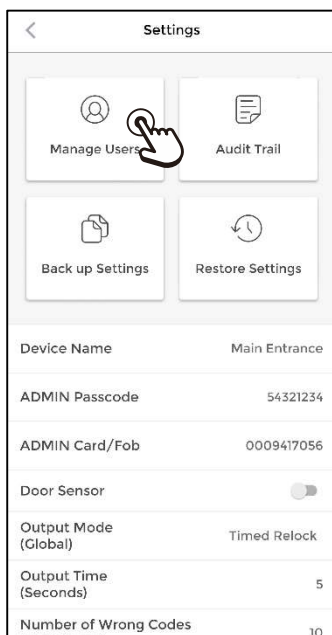 Settings
Manage Users
Audit Trail
Back up Settings
Restore Settings
Device Name
Main Entrance
ADMIN Passcode
54321234
ADMIN Card/Fob
0009417056
Door Sensor
Output Mode
(Global)
Timed Relock
Output Time
(Seconds)
5
Number of Wrong Codes
10